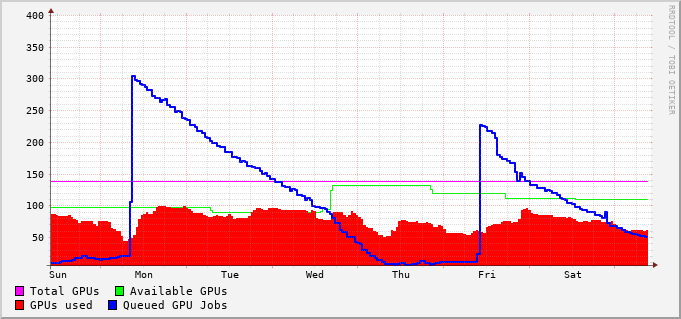 400
350
300
250
200
150
100
50
Sun Mon Tue Wed Thu Fri Sat
Total GPUs Available GPUs
GPUs used Queued GPU Jobs
RRDTOOL / TOBI OETIKER